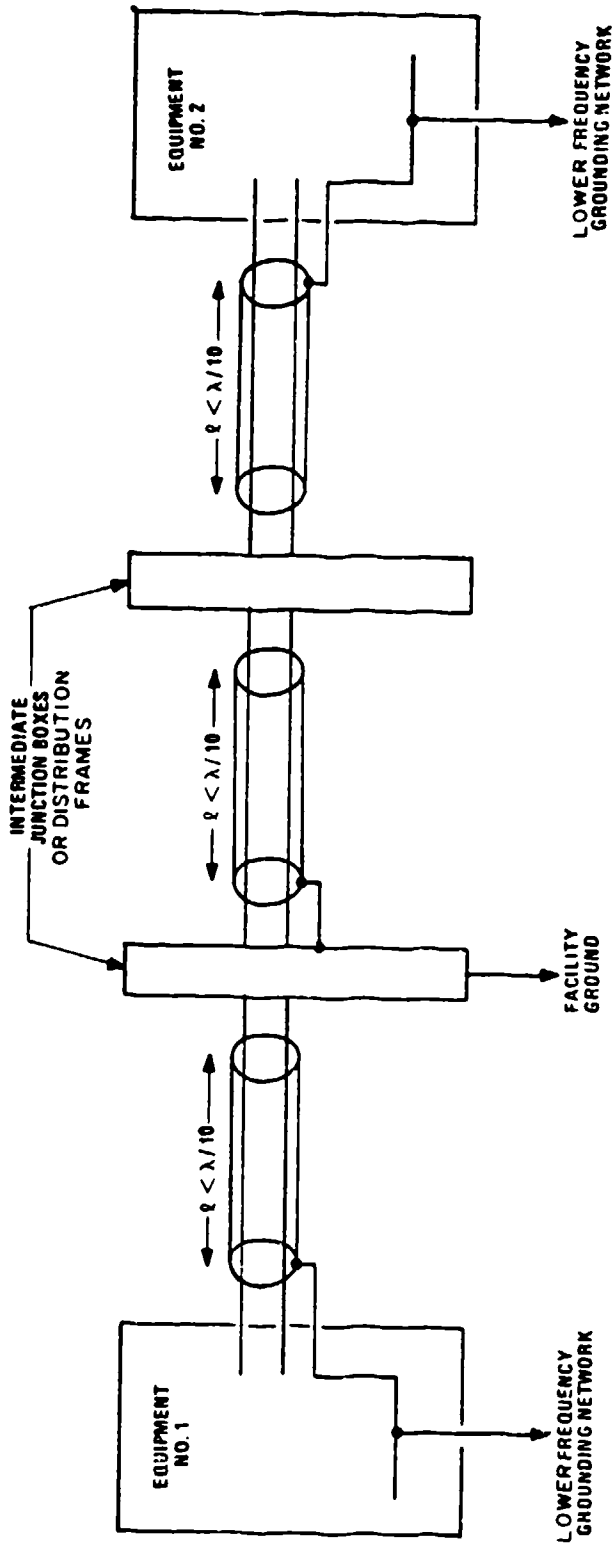 EQUIPMENT
NO. 1
LOWER FREQUENCY
GROUNDING NETWORK
ℓ < λ/10
INTERMEDIATE
JUNCTION BOXES
OR DISTRIBUTION
FRAMES
FACILITY
GROUND
ℓ < λ/10
ℓ < λ/10
EQUIPMENT
NO. 2
LOWER FREQUENCY
GROUNDING NETWORK